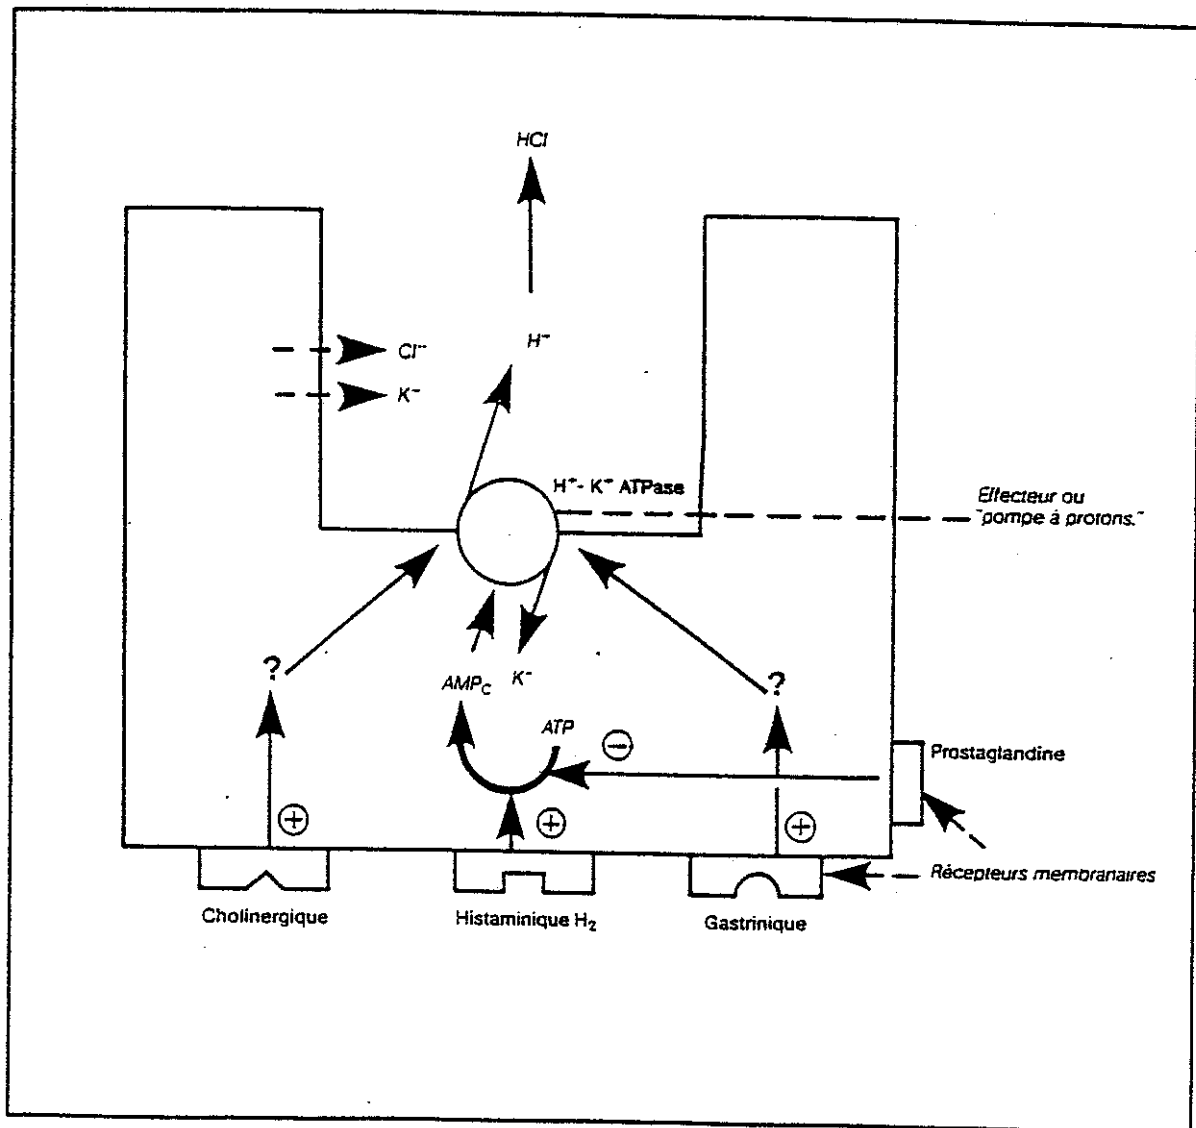 HCl
H⁻
Cl⁻
K⁻
H⁺- K⁺ ATPase
Effecteur ou
"pompe à protons."
?
AMPc
K⁻
?
ATP
−
Prostaglandine
+
+
+
Récepteurs membranaires
Cholinergique
Histaminique H₂
Gastrinique